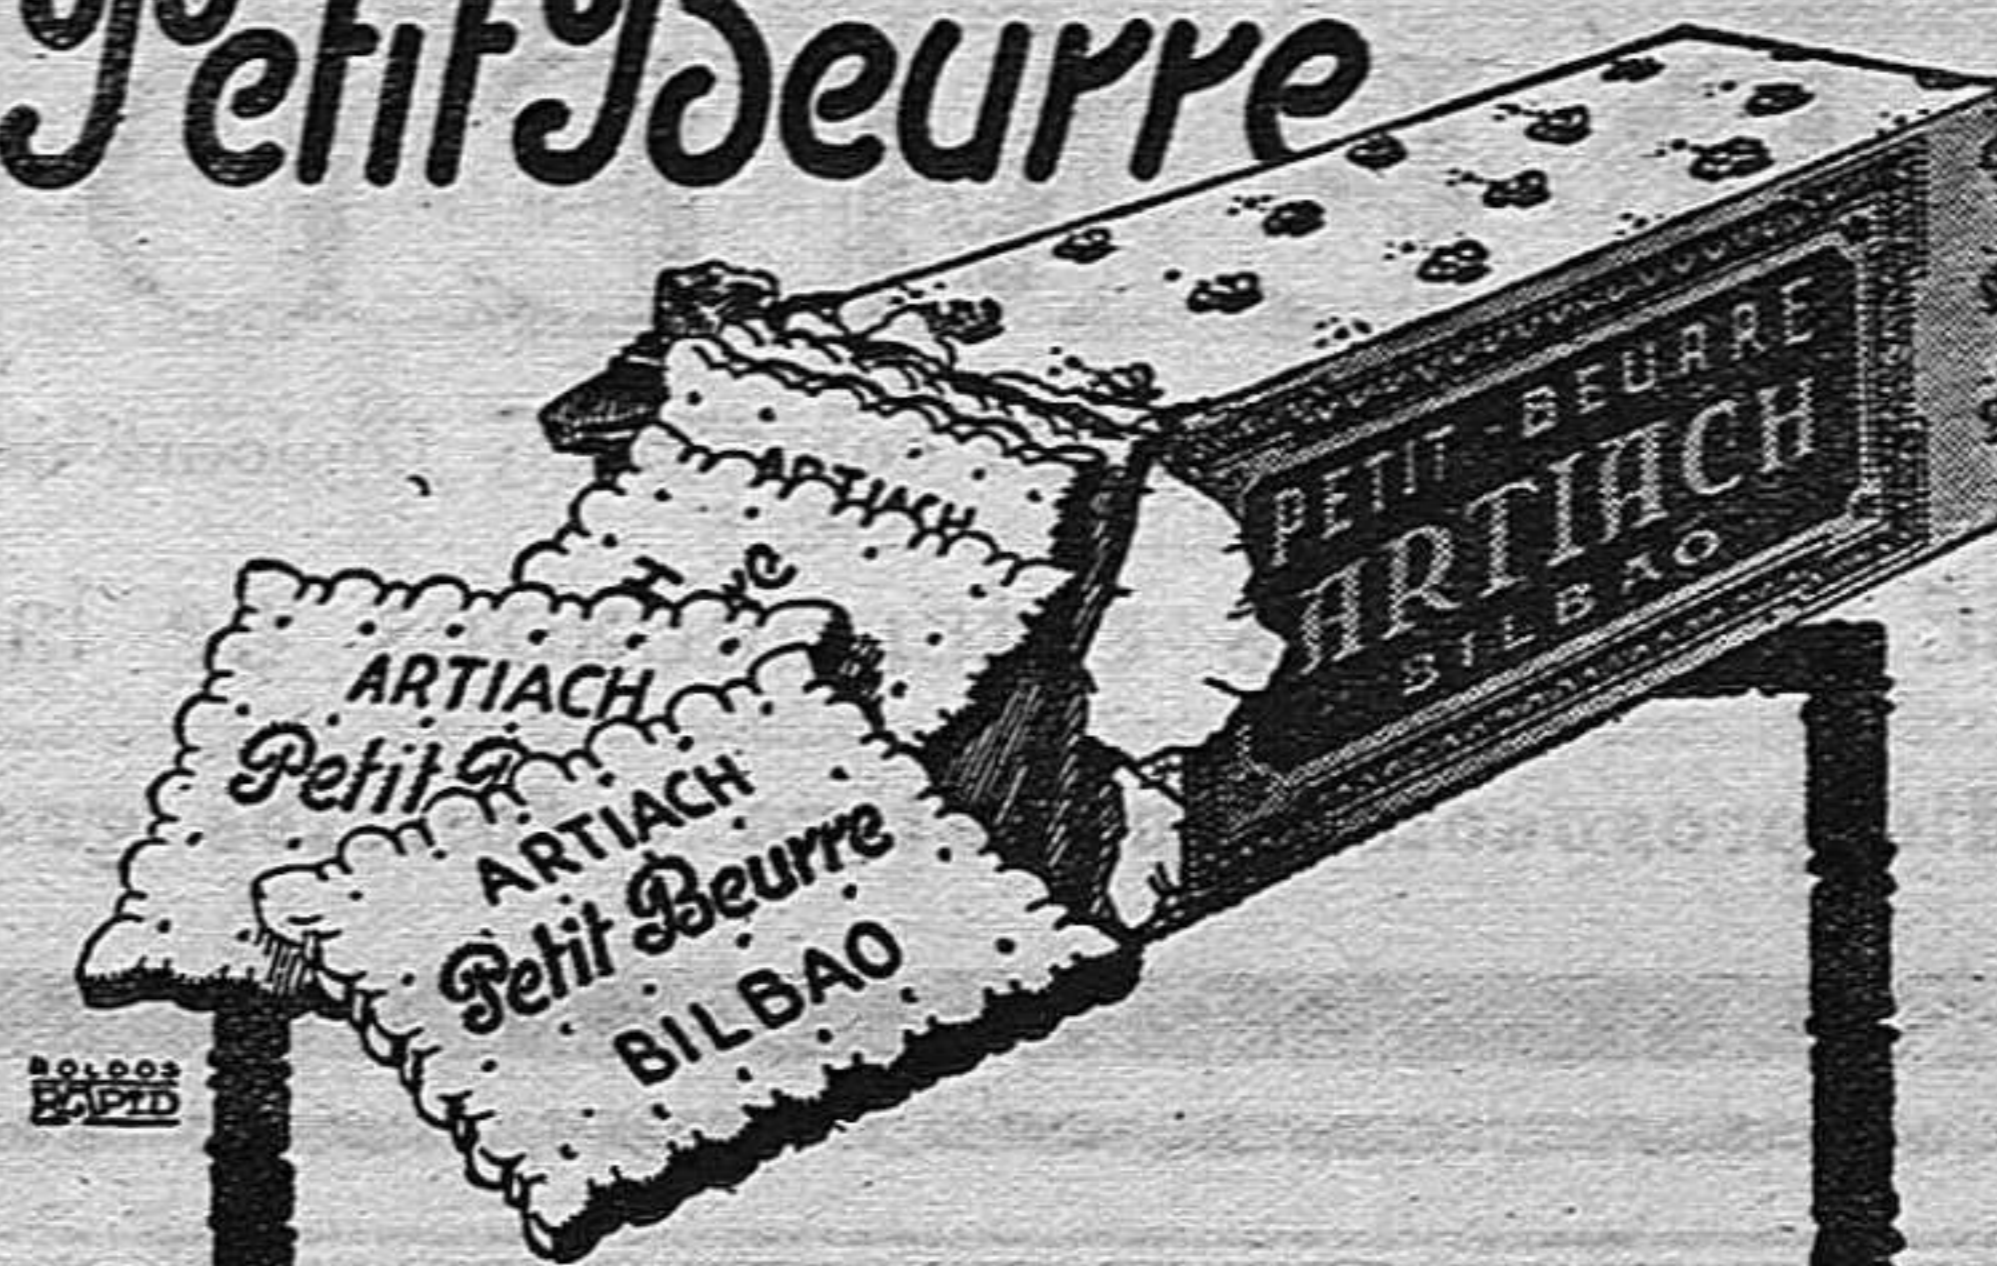 Petit Beurre
PETIT-BEURRE
ARTIACH
BILBAO
ARTIACH
ARTIACH
Petit B
ARTIACH
Petit Beurre
BILBAO